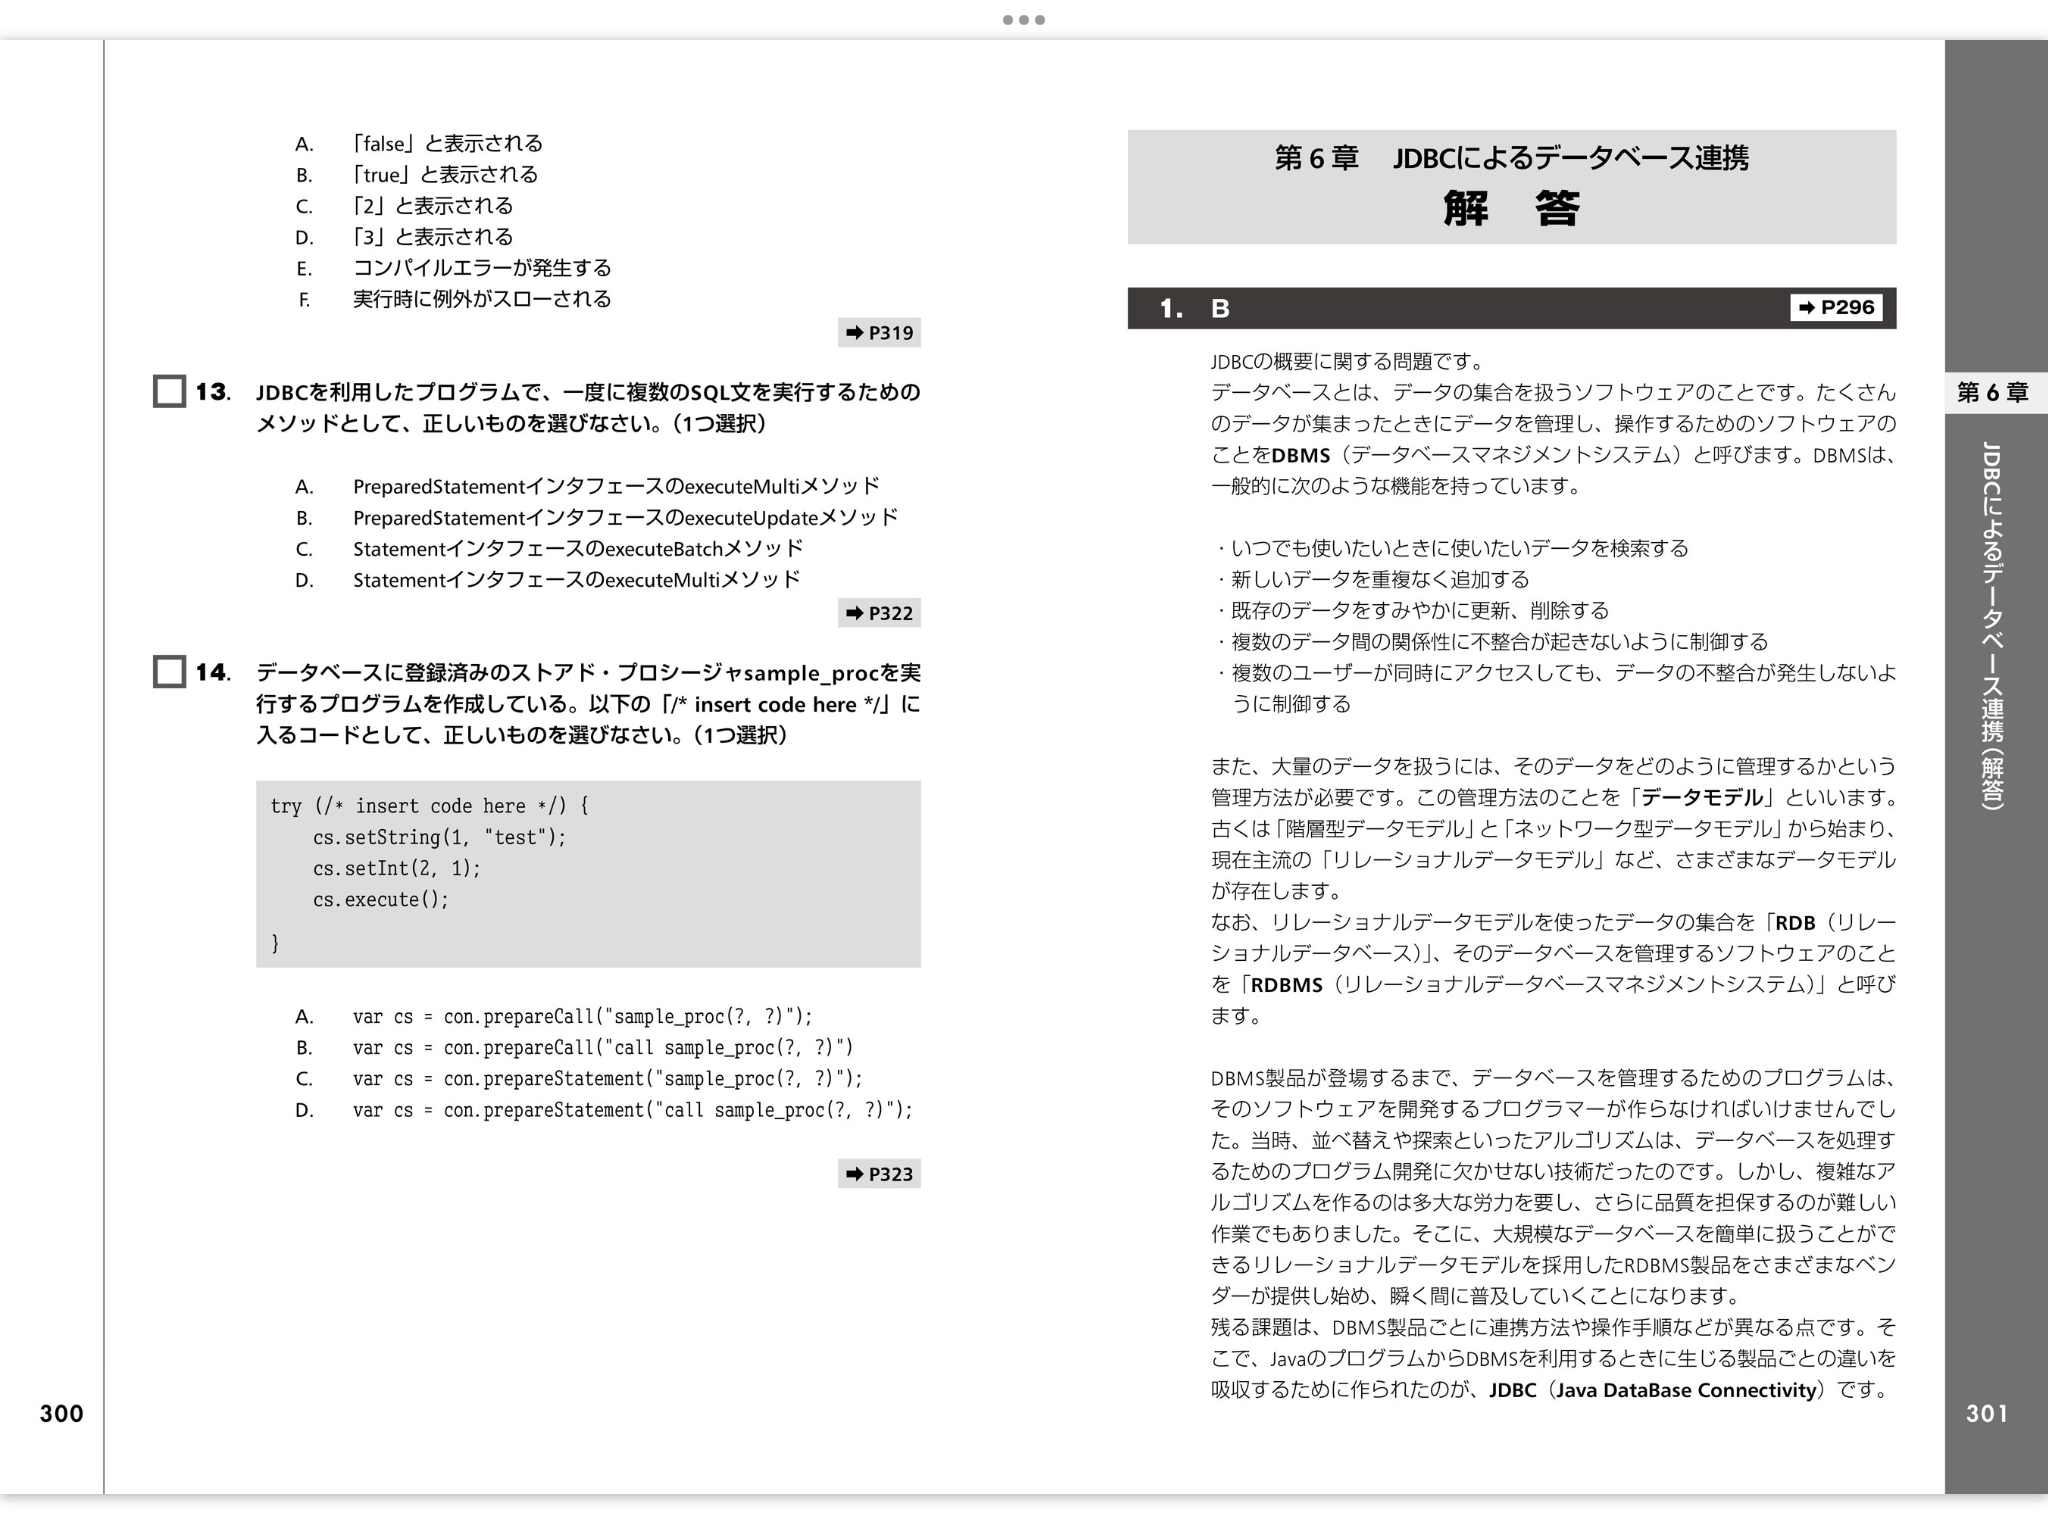 A. 「false」と表示される
B. 「true」と表示される
C. 「2」と表示される
D. 「3」と表示される
E. コンパイルエラーが発生する
F. 実行時に例外がスローされる
➡ P319
□ 13. JDBCを利用したプログラムで、一度に複数のSQL文を実行するための
メソッドとして、正しいものを選びなさい。（1つ選択）
A. PreparedStatementインタフェースのexecuteMultiメソッド
B. PreparedStatementインタフェースのexecuteUpdateメソッド
C. StatementインタフェースのexecuteBatchメソッド
D. StatementインタフェースのexecuteMultiメソッド
➡ P322
□ 14. データベースに登録済みのストアド・プロシージャsample_procを実
行するプログラムを作成している。以下の「/* insert code here */」に
入るコードとして、正しいものを選びなさい。（1つ選択）
try (/* insert code here */) {
    cs.setString(1, "test");
    cs.setInt(2, 1);
    cs.execute();
}
A. var cs = con.prepareCall("sample_proc(?, ?)");
B. var cs = con.prepareCall("call sample_proc(?, ?)")
C. var cs = con.prepareStatement("sample_proc(?, ?)");
D. var cs = con.prepareStatement("call sample_proc(?, ?)");
➡ P323
300
第 6 章　JDBCによるデータベース連携
解　答
1. B ➡ P296
JDBCの概要に関する問題です。
データベースとは、データの集合を扱うソフトウェアのことです。たくさん
のデータが集まったときにデータを管理し、操作するためのソフトウェアの
ことをDBMS（データベースマネジメントシステム）と呼びます。DBMSは、
一般的に次のような機能を持っています。
・いつでも使いたいときに使いたいデータを検索する
・新しいデータを重複なく追加する
・既存のデータをすみやかに更新、削除する
・複数のデータ間の関係性に不整合が起きないように制御する
・複数のユーザーが同時にアクセスしても、データの不整合が発生しないよ
うに制御する
また、大量のデータを扱うには、そのデータをどのように管理するかという
管理方法が必要です。この管理方法のことを「データモデル」といいます。
古くは「階層型データモデル」と「ネットワーク型データモデル」から始まり、
現在主流の「リレーショナルデータモデル」など、さまざまなデータモデル
が存在します。
なお、リレーショナルデータモデルを使ったデータの集合を「RDB（リレー
ショナルデータベース）」、そのデータベースを管理するソフトウェアのこと
を「RDBMS（リレーショナルデータベースマネジメントシステム）」と呼び
ます。
DBMS製品が登場するまで、データベースを管理するためのプログラムは、
そのソフトウェアを開発するプログラマーが作らなければいけませんでし
た。当時、並べ替えや探索といったアルゴリズムは、データベースを処理す
るためのプログラム開発に欠かせない技術だったのです。しかし、複雑なア
ルゴリズムを作るのは多大な労力を要し、さらに品質を担保するのが難しい
作業でもありました。そこに、大規模なデータベースを簡単に扱うことがで
きるリレーショナルデータモデルを採用したRDBMS製品をさまざまなベン
ダーが提供し始め、瞬く間に普及していくことになります。
残る課題は、DBMS製品ごとに連携方法や操作手順などが異なる点です。そ
こで、JavaのプログラムからDBMSを利用するときに生じる製品ごとの違いを
吸収するために作られたのが、JDBC（Java DataBase Connectivity）です。
第 6 章
JDBCによるデータベース連携（解答）
301